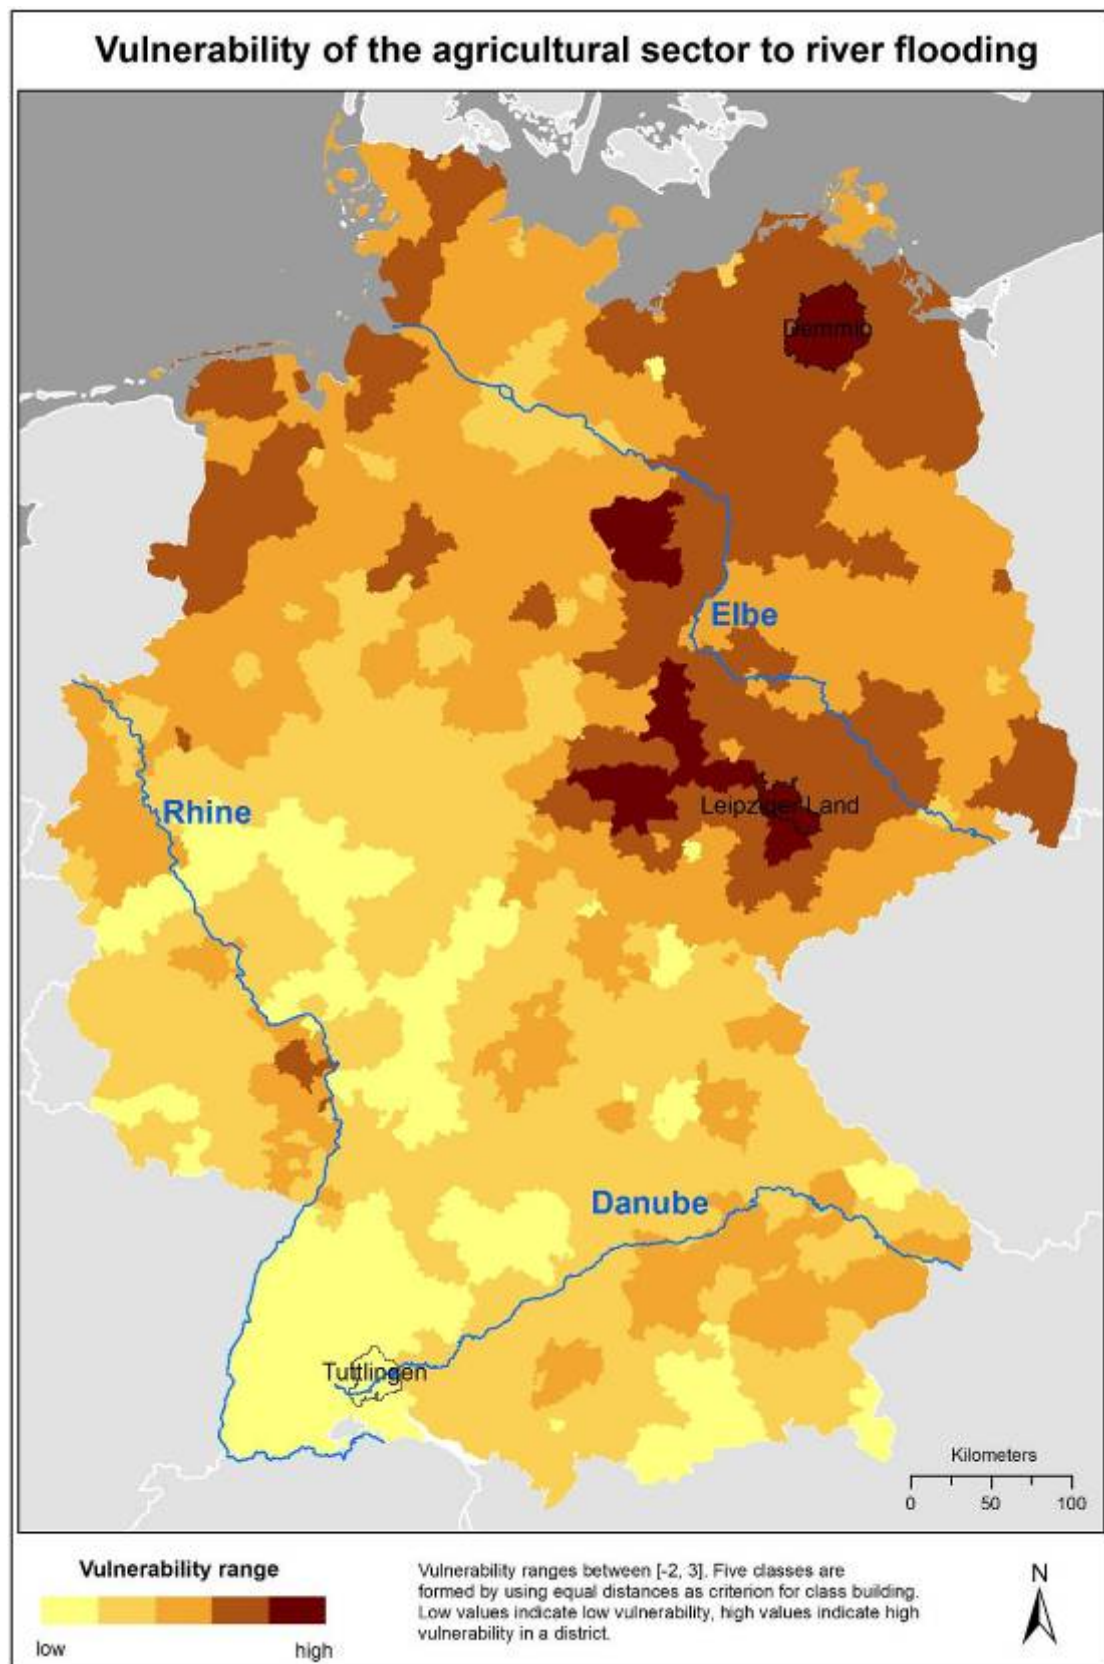 Vulnerability of the agricultural sector to river flooding
Demmin
Elbe
Leipziger Land
Rhine
Danube
Tuttlingen
Kilometers
0 50 100
Vulnerability range
low high
Vulnerability ranges between [-2, 3]. Five classes are
formed by using equal distances as criterion for class building.
Low values indicate low vulnerability, high values indicate high
vulnerability in a district.
N